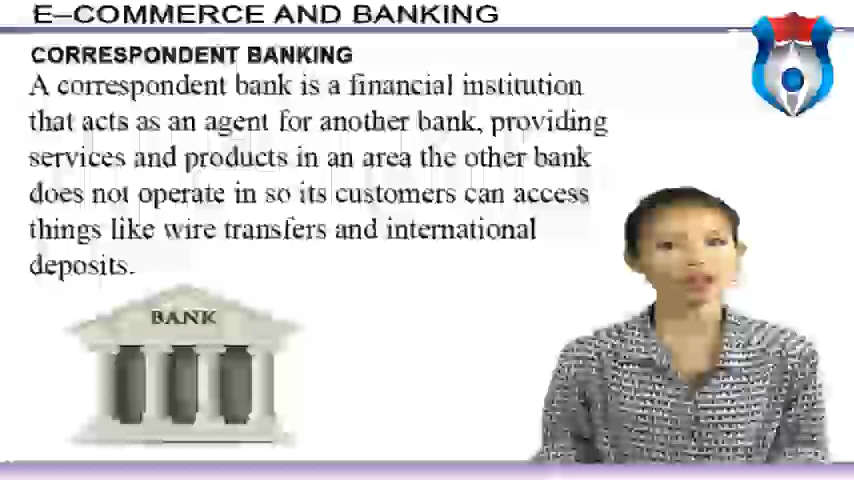 E–COMMERCE AND BANKING
CORRESPONDENT BANKING
A correspondent bank is a financial institution
that acts as an agent for another bank, providing
services and products in an area the other bank
does not operate in so its customers can access
things like wire transfers and international
deposits.
BANK